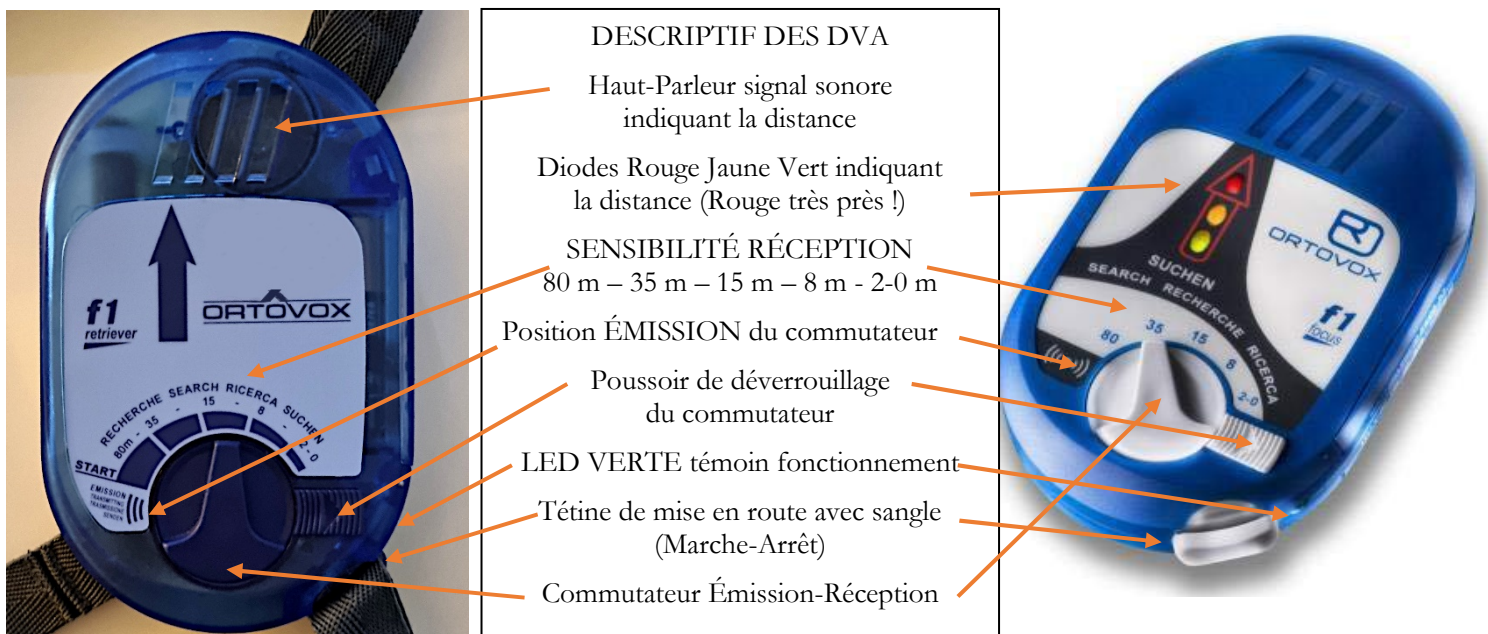 DESCRIPTIF DES DVA
Haut-Parleur signal sonore
indiquant la distance
Diodes Rouge Jaune Vert indiquant
la distance (Rouge très près !)
SENSIBILITÉ RÉCEPTION
80 m – 35 m – 15 m – 8 m - 2-0 m
Position ÉMISSION du commutateur
Poussoir de déverrouillage
du commutateur
LED VERTE témoin fonctionnement
Tétine de mise en route avec sangle
(Marche-Arrêt)
Commutateur Émission-Réception
f1
retriever
ORTOVOX
RECHERCHE SEARCH RICERCA SUCHEN
80m - 35 - 15 - 8 - 2-0
START
EMISSION
TRANSMITTING
TRASMISSIONE
SENDEN
R
ORTOVOX
SUCHEN
SEARCH RECHERCHE RICERCA
f1
focus
80 35 15 8 2-0